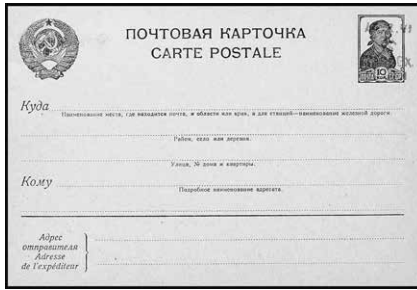 ПОЧТОВАЯ КАРТОЧКА
CARTE POSTALE
10
Куда
Наименование места, где находится почта, и области или края, а для станций—наименование железной дороги.
Район, село или деревня.
Улица, № дома и квартиры.
Кому
Подробное наименование адресата.
Адрес
отправителя
Adresse
de l'expéditeur